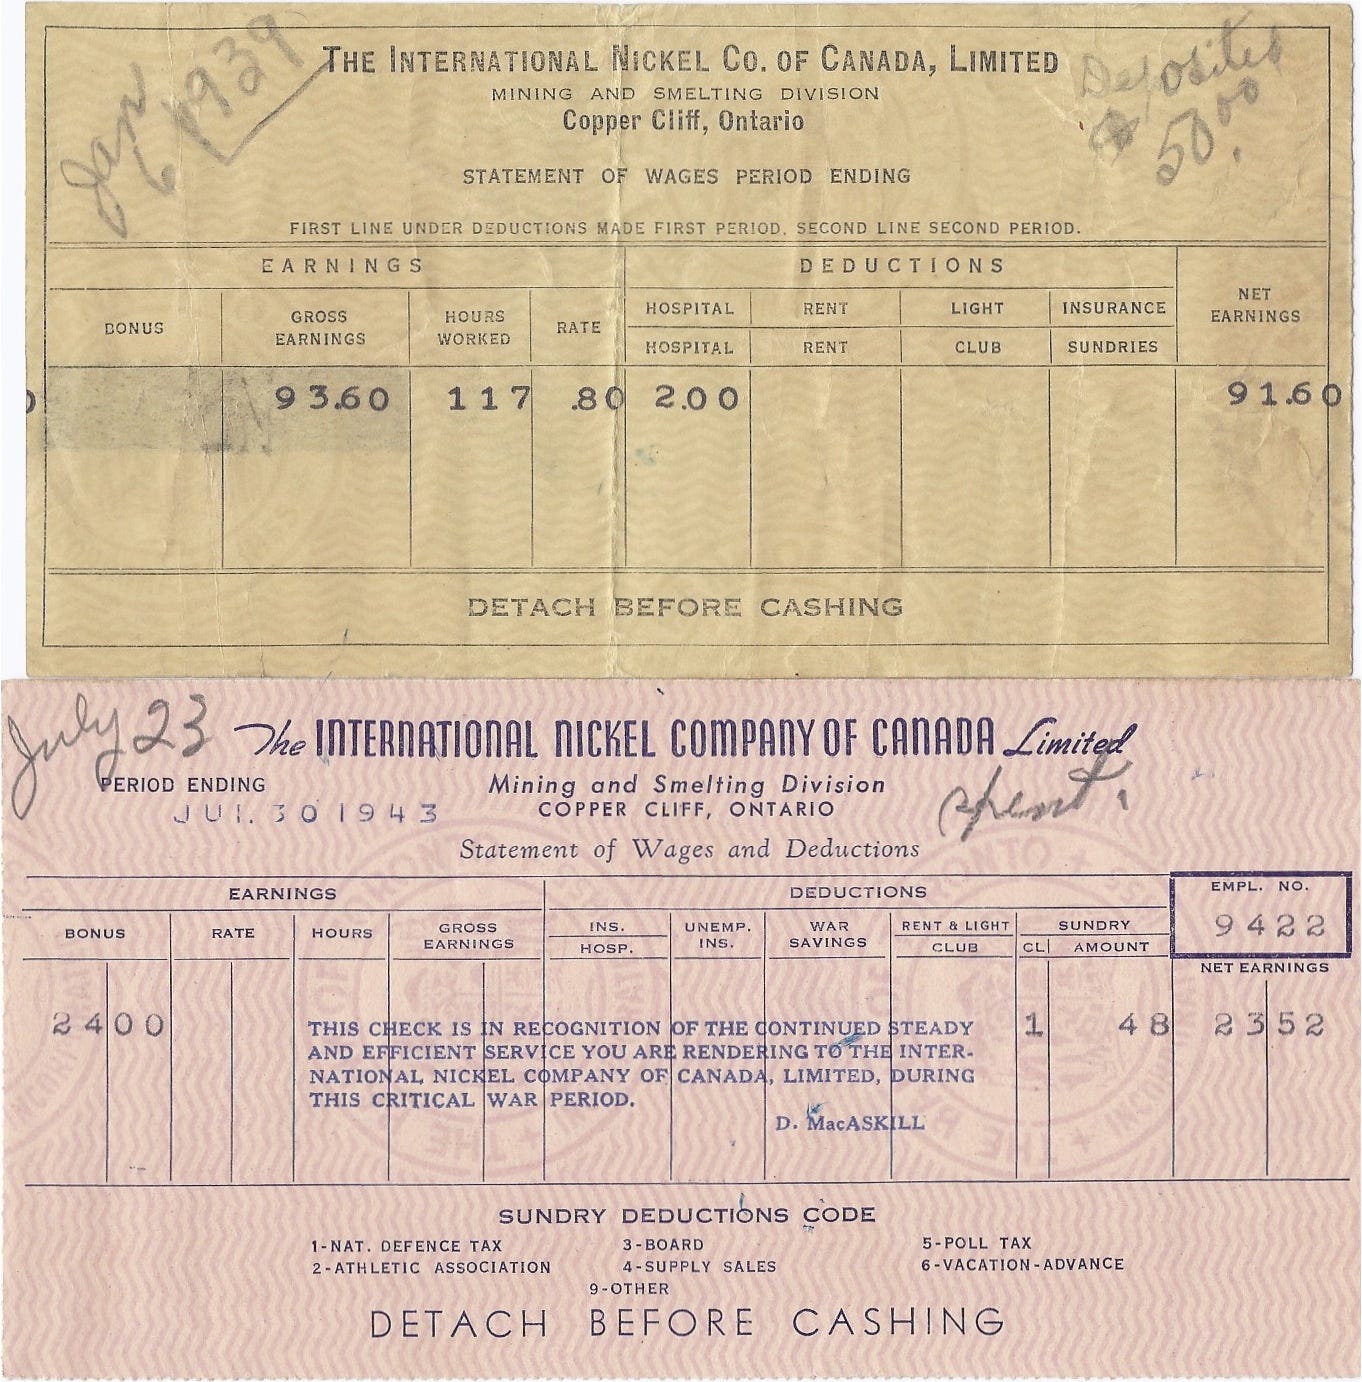 Jan 6 1939
Deposited
$ 50.00
THE INTERNATIONAL NICKEL CO. OF CANADA, LIMITED
MINING AND SMELTING DIVISION
Copper Cliff, Ontario
STATEMENT OF WAGES PERIOD ENDING
FIRST LINE UNDER DEDUCTIONS MADE FIRST PERIOD, SECOND LINE SECOND PERIOD.
EARNINGS DEDUCTIONS
BONUS GROSS EARNINGS HOURS WORKED RATE HOSPITAL RENT LIGHT INSURANCE NET EARNINGS
HOSPITAL RENT CLUB SUNDRIES
93.60 117 .80 2.00 91.60
DETACH BEFORE CASHING
July 23
The INTERNATIONAL NICKEL COMPANY OF CANADA Limited
PERIOD ENDING Mining and Smelting Division
JUL 30 1943 COPPER CLIFF, ONTARIO
spent.
Statement of Wages and Deductions
EARNINGS DEDUCTIONS EMPL. NO.
9422
BONUS RATE HOURS GROSS EARNINGS INS. UNEMP. INS. WAR SAVINGS RENT & LIGHT SUNDRY
HOSP. CLUB CL AMOUNT
NET EARNINGS
2400 1 48 2352
THIS CHECK IS IN RECOGNITION OF THE CONTINUED STEADY
AND EFFICIENT SERVICE YOU ARE RENDERING TO THE INTER-
NATIONAL NICKEL COMPANY OF CANADA, LIMITED, DURING
THIS CRITICAL WAR PERIOD.
D. MacASKILL
SUNDRY DEDUCTIONS CODE
1-NAT. DEFENCE TAX 3-BOARD 5-POLL TAX
2-ATHLETIC ASSOCIATION 4-SUPPLY SALES 6-VACATION-ADVANCE
9-OTHER
DETACH BEFORE CASHING